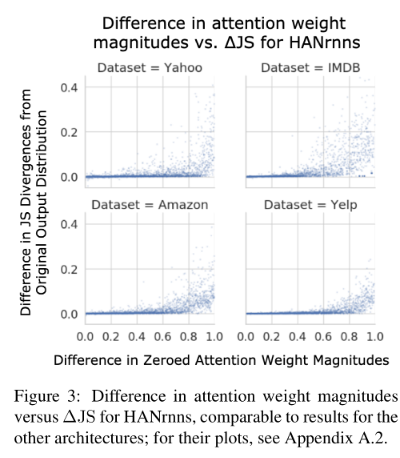 Difference in attention weight
magnitudes vs. ΔJS for HANrnns
Difference in JS Divergences from
Original Output Distribution
Dataset = Yahoo
Dataset = IMDB
0.4
0.2
0.0
Dataset = Amazon
Dataset = Yelp
0.4
0.2
0.0
0.0 0.2 0.4 0.6 0.8 1.0
0.0 0.2 0.4 0.6 0.8 1.0
Difference in Zeroed Attention Weight Magnitudes
Figure 3: Difference in attention weight magnitudes
versus ΔJS for HANrnns, comparable to results for the
other architectures; for their plots, see Appendix A.2.